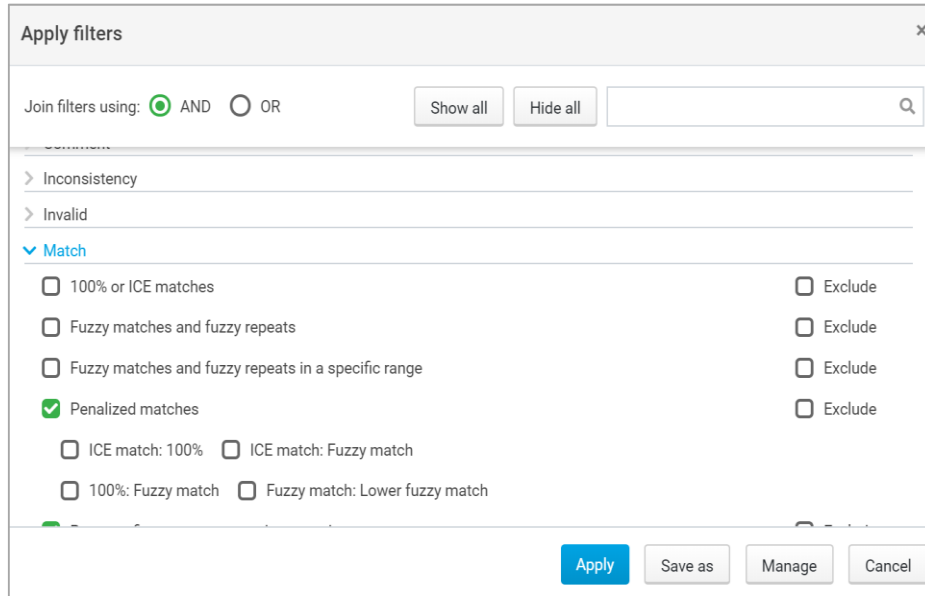 Apply filters
Join filters using: AND OR Show all Hide all
Comment
Inconsistency
Invalid
Match
100% or ICE matches Exclude
Fuzzy matches and fuzzy repeats Exclude
Fuzzy matches and fuzzy repeats in a specific range Exclude
Penalized matches Exclude
ICE match: 100% ICE match: Fuzzy match
100%: Fuzzy match Fuzzy match: Lower fuzzy match
Apply Save as Manage Cancel